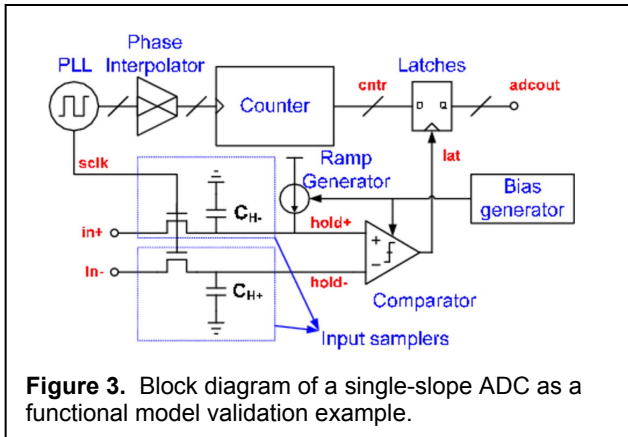 Phase
Interpolator
PLL
Counter
cntr
Latches
D Q
adcout
sclk
Ramp
Generator
lat
Bias
generator
CH-
in+
hold+
+
−
In-
hold-
CH+
Comparator
Input samplers
Figure 3. Block diagram of a single-slope ADC as a
functional model validation example.